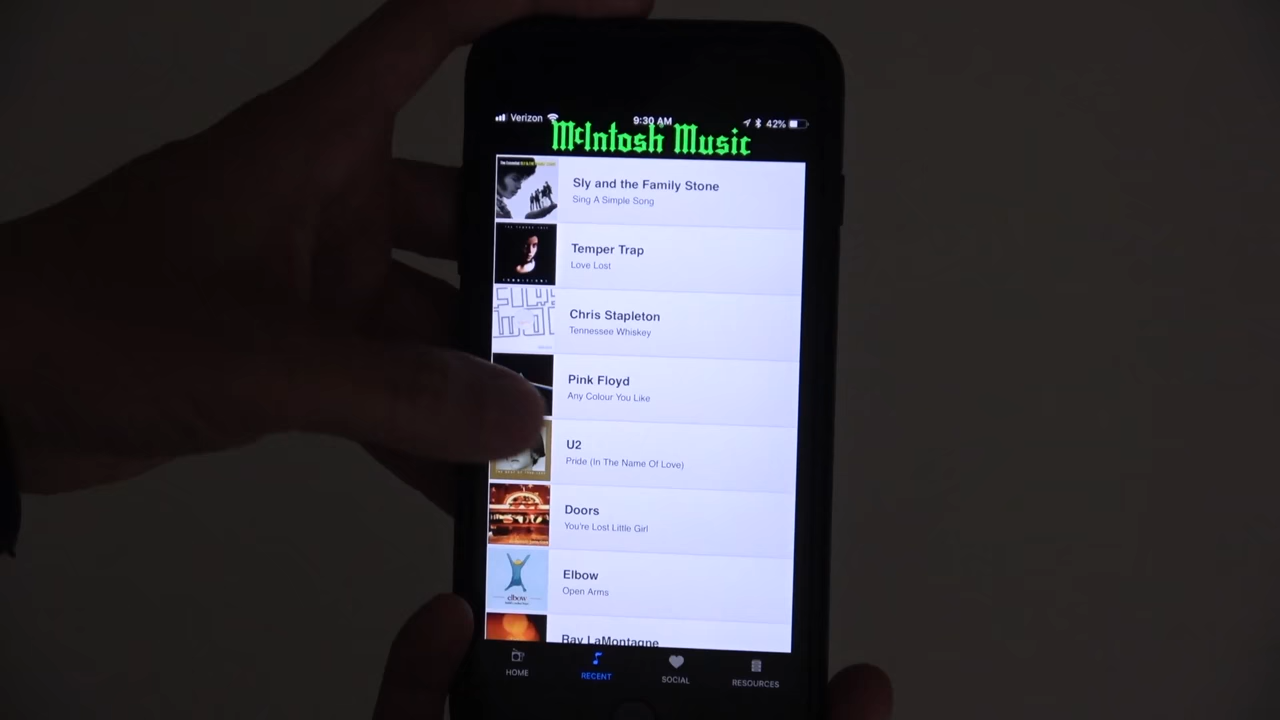 Verizon 9:30 AM 42%
McIntosh Music
Sly and the Family Stone
Sing A Simple Song
Temper Trap
Love Lost
Chris Stapleton
Tennessee Whiskey
Pink Floyd
Any Colour You Like
U2
Pride (In The Name Of Love)
Doors
You're Lost Little Girl
elbow
Elbow
Open Arms
Ray LaMontagne
HOME RECENT SOCIAL RESOURCES